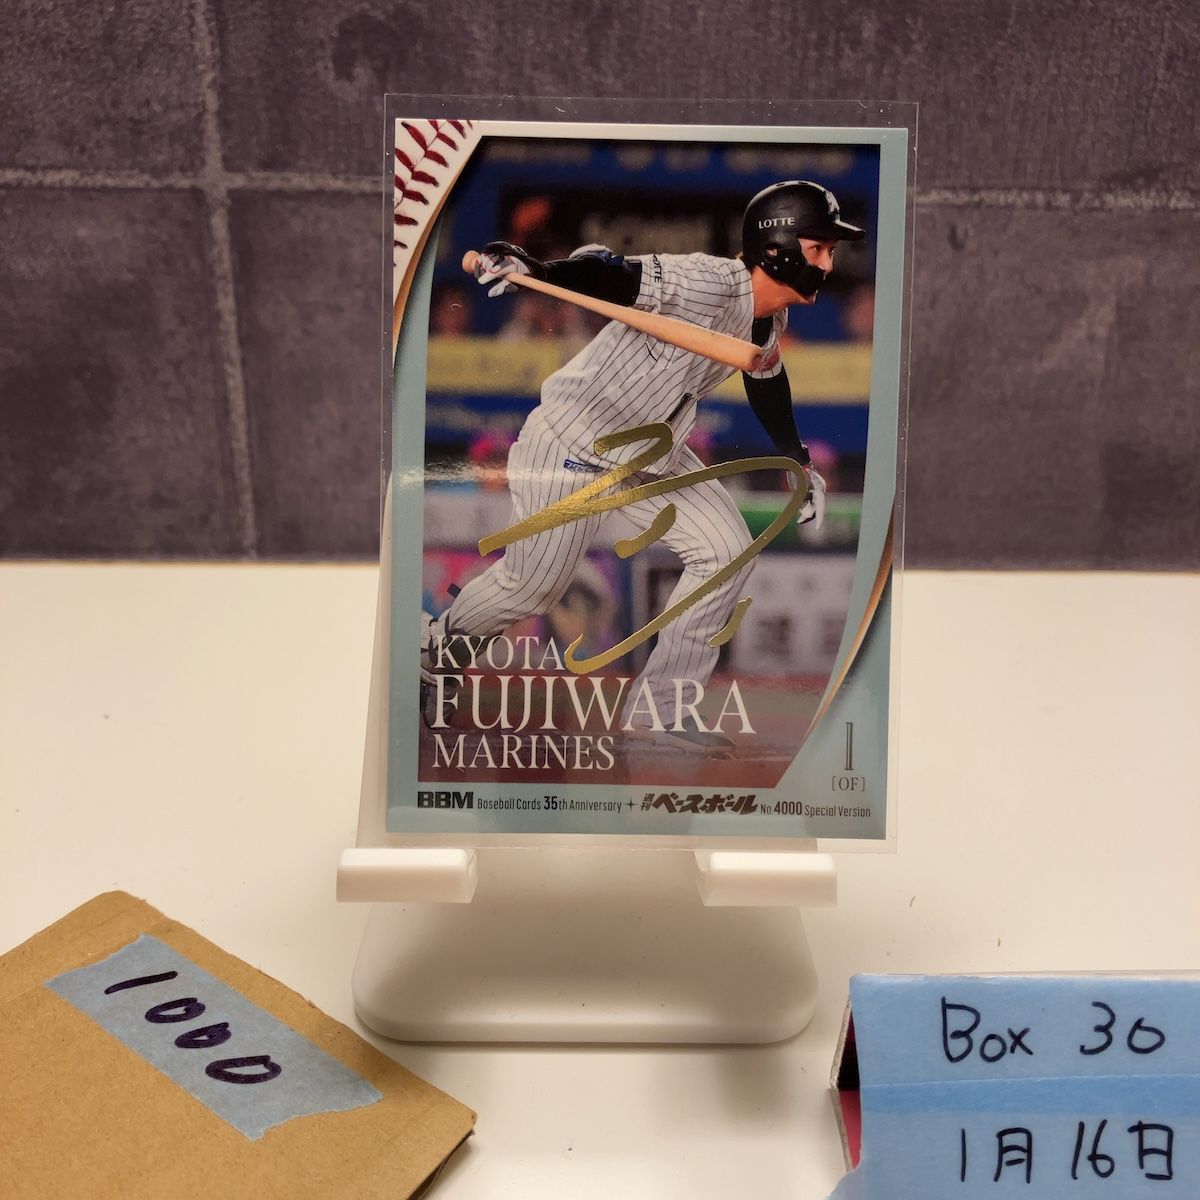 LOTTE
KYOTA
FUJIWARA
MARINES
1
[OF]
BBM Baseball Cards 35th Anniversary + 週刊ベースボール No.4000 Special Version
1000
Box 30
1月16日